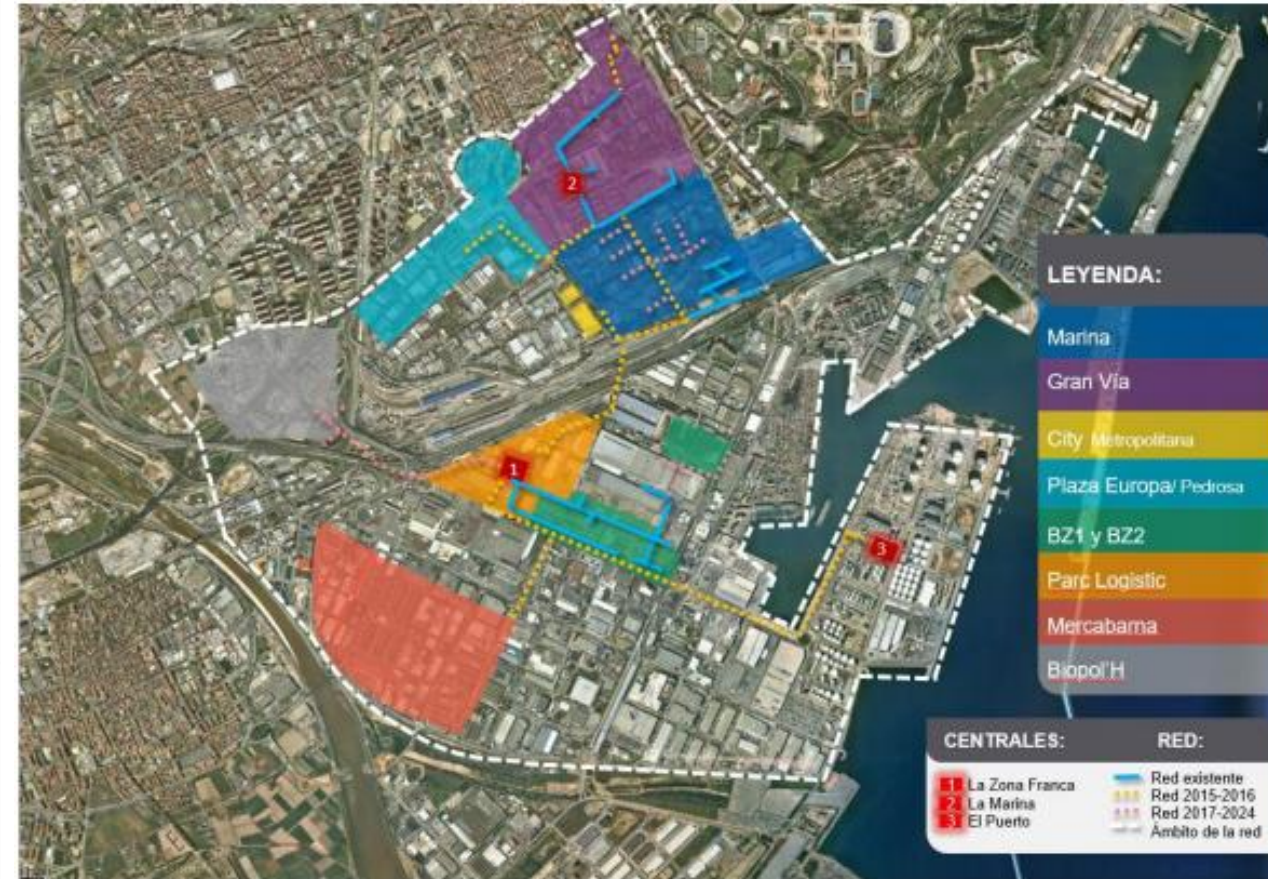 2
1
3
LEYENDA:
Marina
Gran Vía
City Metropolitana
Plaza Europa/ Pedrosa
BZ1 y BZ2
Parc Logistic
Mercabarna
Biopol'H
CENTRALES:
1 La Zona Franca
2 La Marina
3 El Puerto
RED:
Red existente
Red 2015-2016
Red 2017-2024
Ámbito de la red